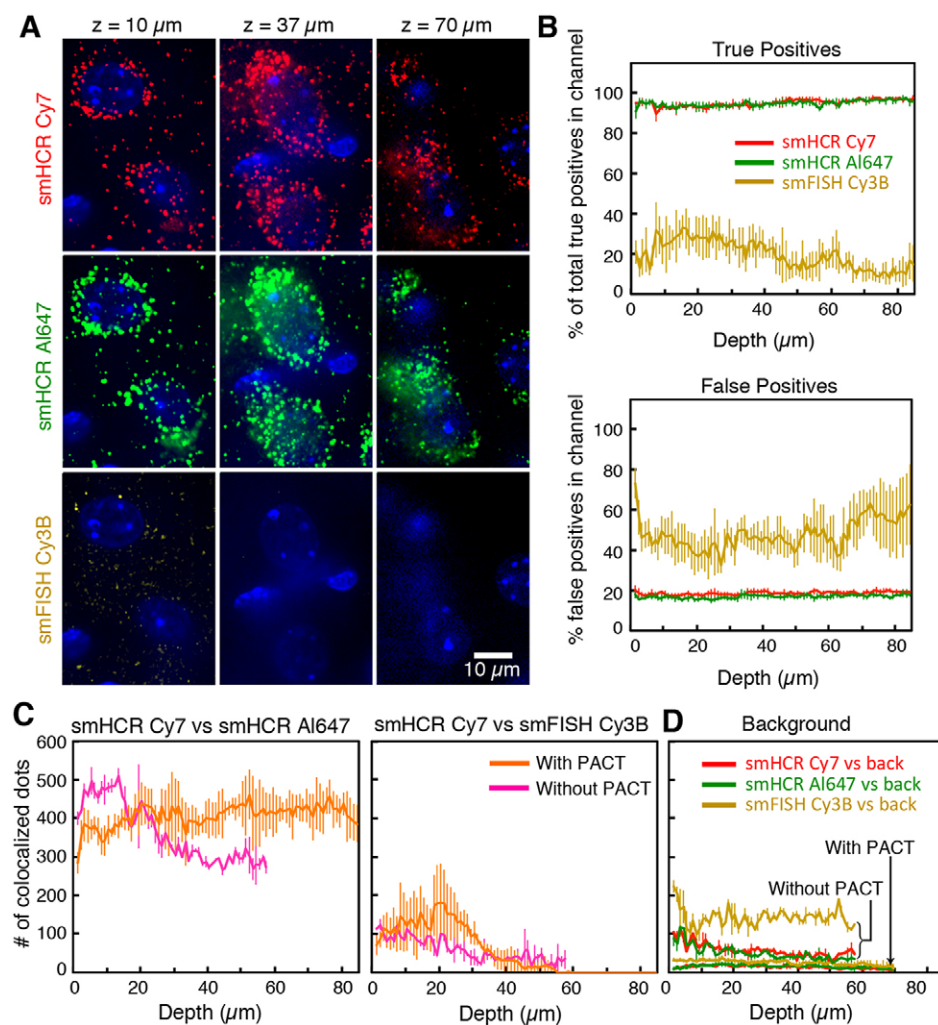 A
z = 10 µm
z = 37 µm
z = 70 µm
smHCR Cy7
smHCR Al647
smFISH Cy3B
10 µm
B
True Positives
% of total true positives in channel
100
80
60
40
20
0
smHCR Cy7
smHCR Al647
smFISH Cy3B
0 20 40 60 80
Depth (µm)
False Positives
% false positives in channel
100
80
60
40
20
0
0 20 40 60 80
Depth (µm)
C
smHCR Cy7 vs smHCR Al647
# of colocalized dots
600
500
400
300
200
100
0
0 20 40 60 80
Depth (µm)
smHCR Cy7 vs smFISH Cy3B
With PACT
Without PACT
0 20 40 60 80
Depth (µm)
D
Background
smHCR Cy7 vs back
smHCR Al647 vs back
smFISH Cy3B vs back
With PACT
Without PACT
0 20 40 60 80
Depth (µm)